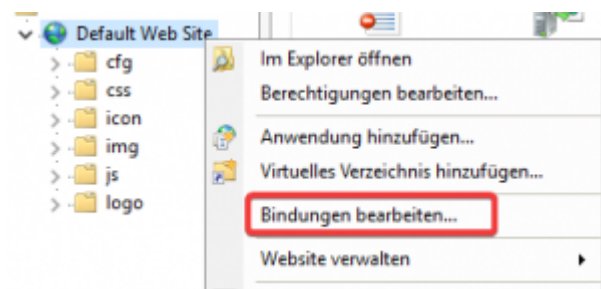 Default Web Site
cfg
css
icon
img
js
logo
Im Explorer öffnen
Berechtigungen bearbeiten...
Anwendung hinzufügen...
Virtuelles Verzeichnis hinzufügen...
Bindungen bearbeiten...
Website verwalten